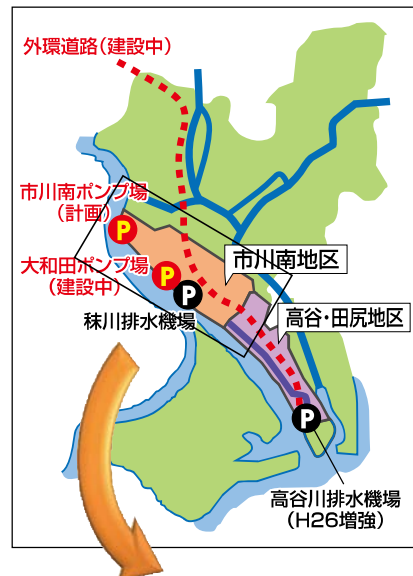 外環道路(建設中)
市川南ポンプ場
(計画)
P
大和田ポンプ場
(建設中)
P
P
秣川排水機場
市川南地区
高谷・田尻地区
P
高谷川排水機場
(H26増強)